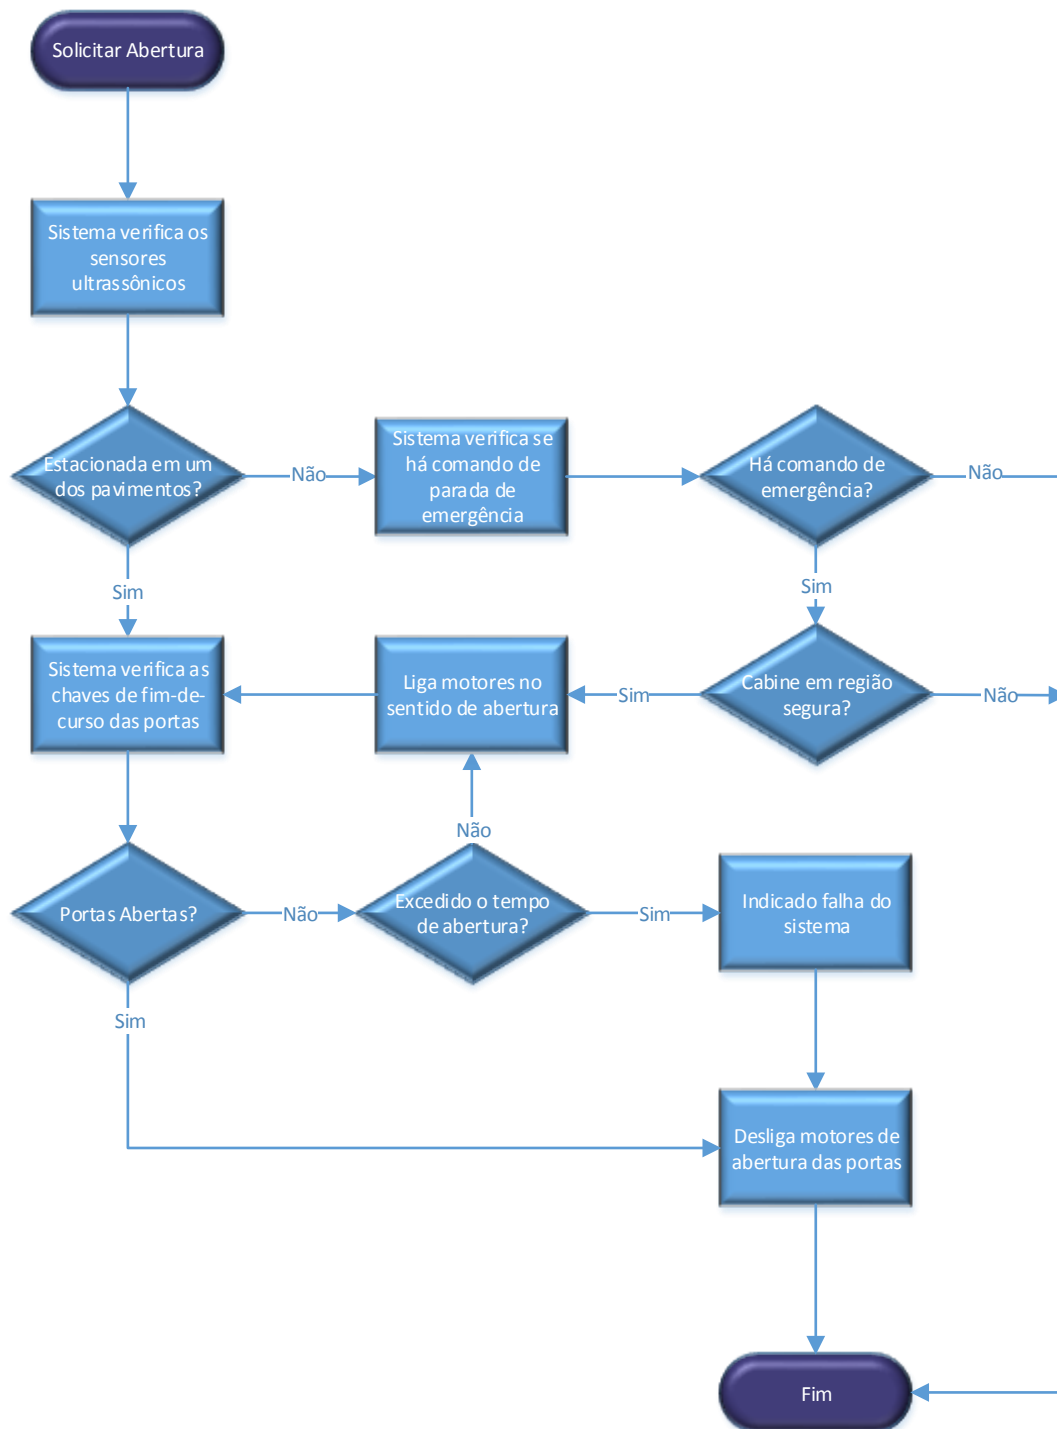 Solicitar Abertura
Sistema verifica os
sensores
ultrassônicos
Estacionada em um
dos pavimentos?
Não
Sistema verifica se
há comando de
parada de
emergência
Há comando de
emergência?
Não
Sim
Sim
Sistema verifica as
chaves de fim-de-
curso das portas
Liga motores no
sentido de abertura
Sim
Cabine em região
segura?
Não
Não
Portas Abertas?
Não
Excedido o tempo
de abertura?
Sim
Indicado falha do
sistema
Sim
Desliga motores de
abertura das portas
Fim